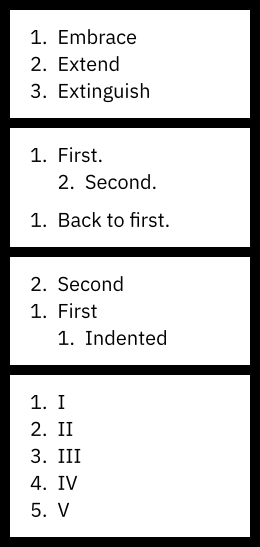 1. Embrace
2. Extend
3. Extinguish
1. First.
2. Second.
1. Back to first.
2. Second
1. First
1. Indented
1. I
2. II
3. III
4. IV
5. V